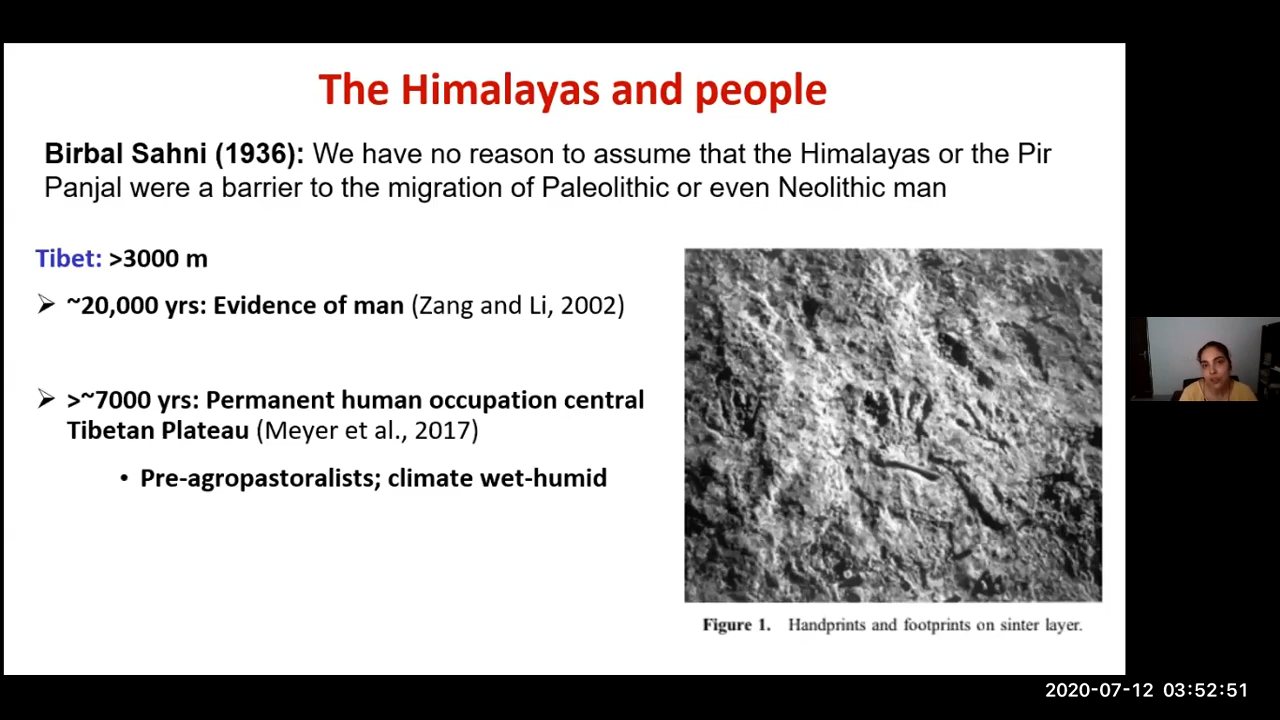 The Himalayas and people
Birbal Sahni (1936): We have no reason to assume that the Himalayas or the Pir
Panjal were a barrier to the migration of Paleolithic or even Neolithic man
Tibet: >3000 m
➢ ~20,000 yrs: Evidence of man (Zang and Li, 2002)
➢ >~7000 yrs: Permanent human occupation central
Tibetan Plateau (Meyer et al., 2017)
• Pre-agropastoralists; climate wet-humid
Figure 1. Handprints and footprints on sinter layer.
2020-07-12 03:52:51